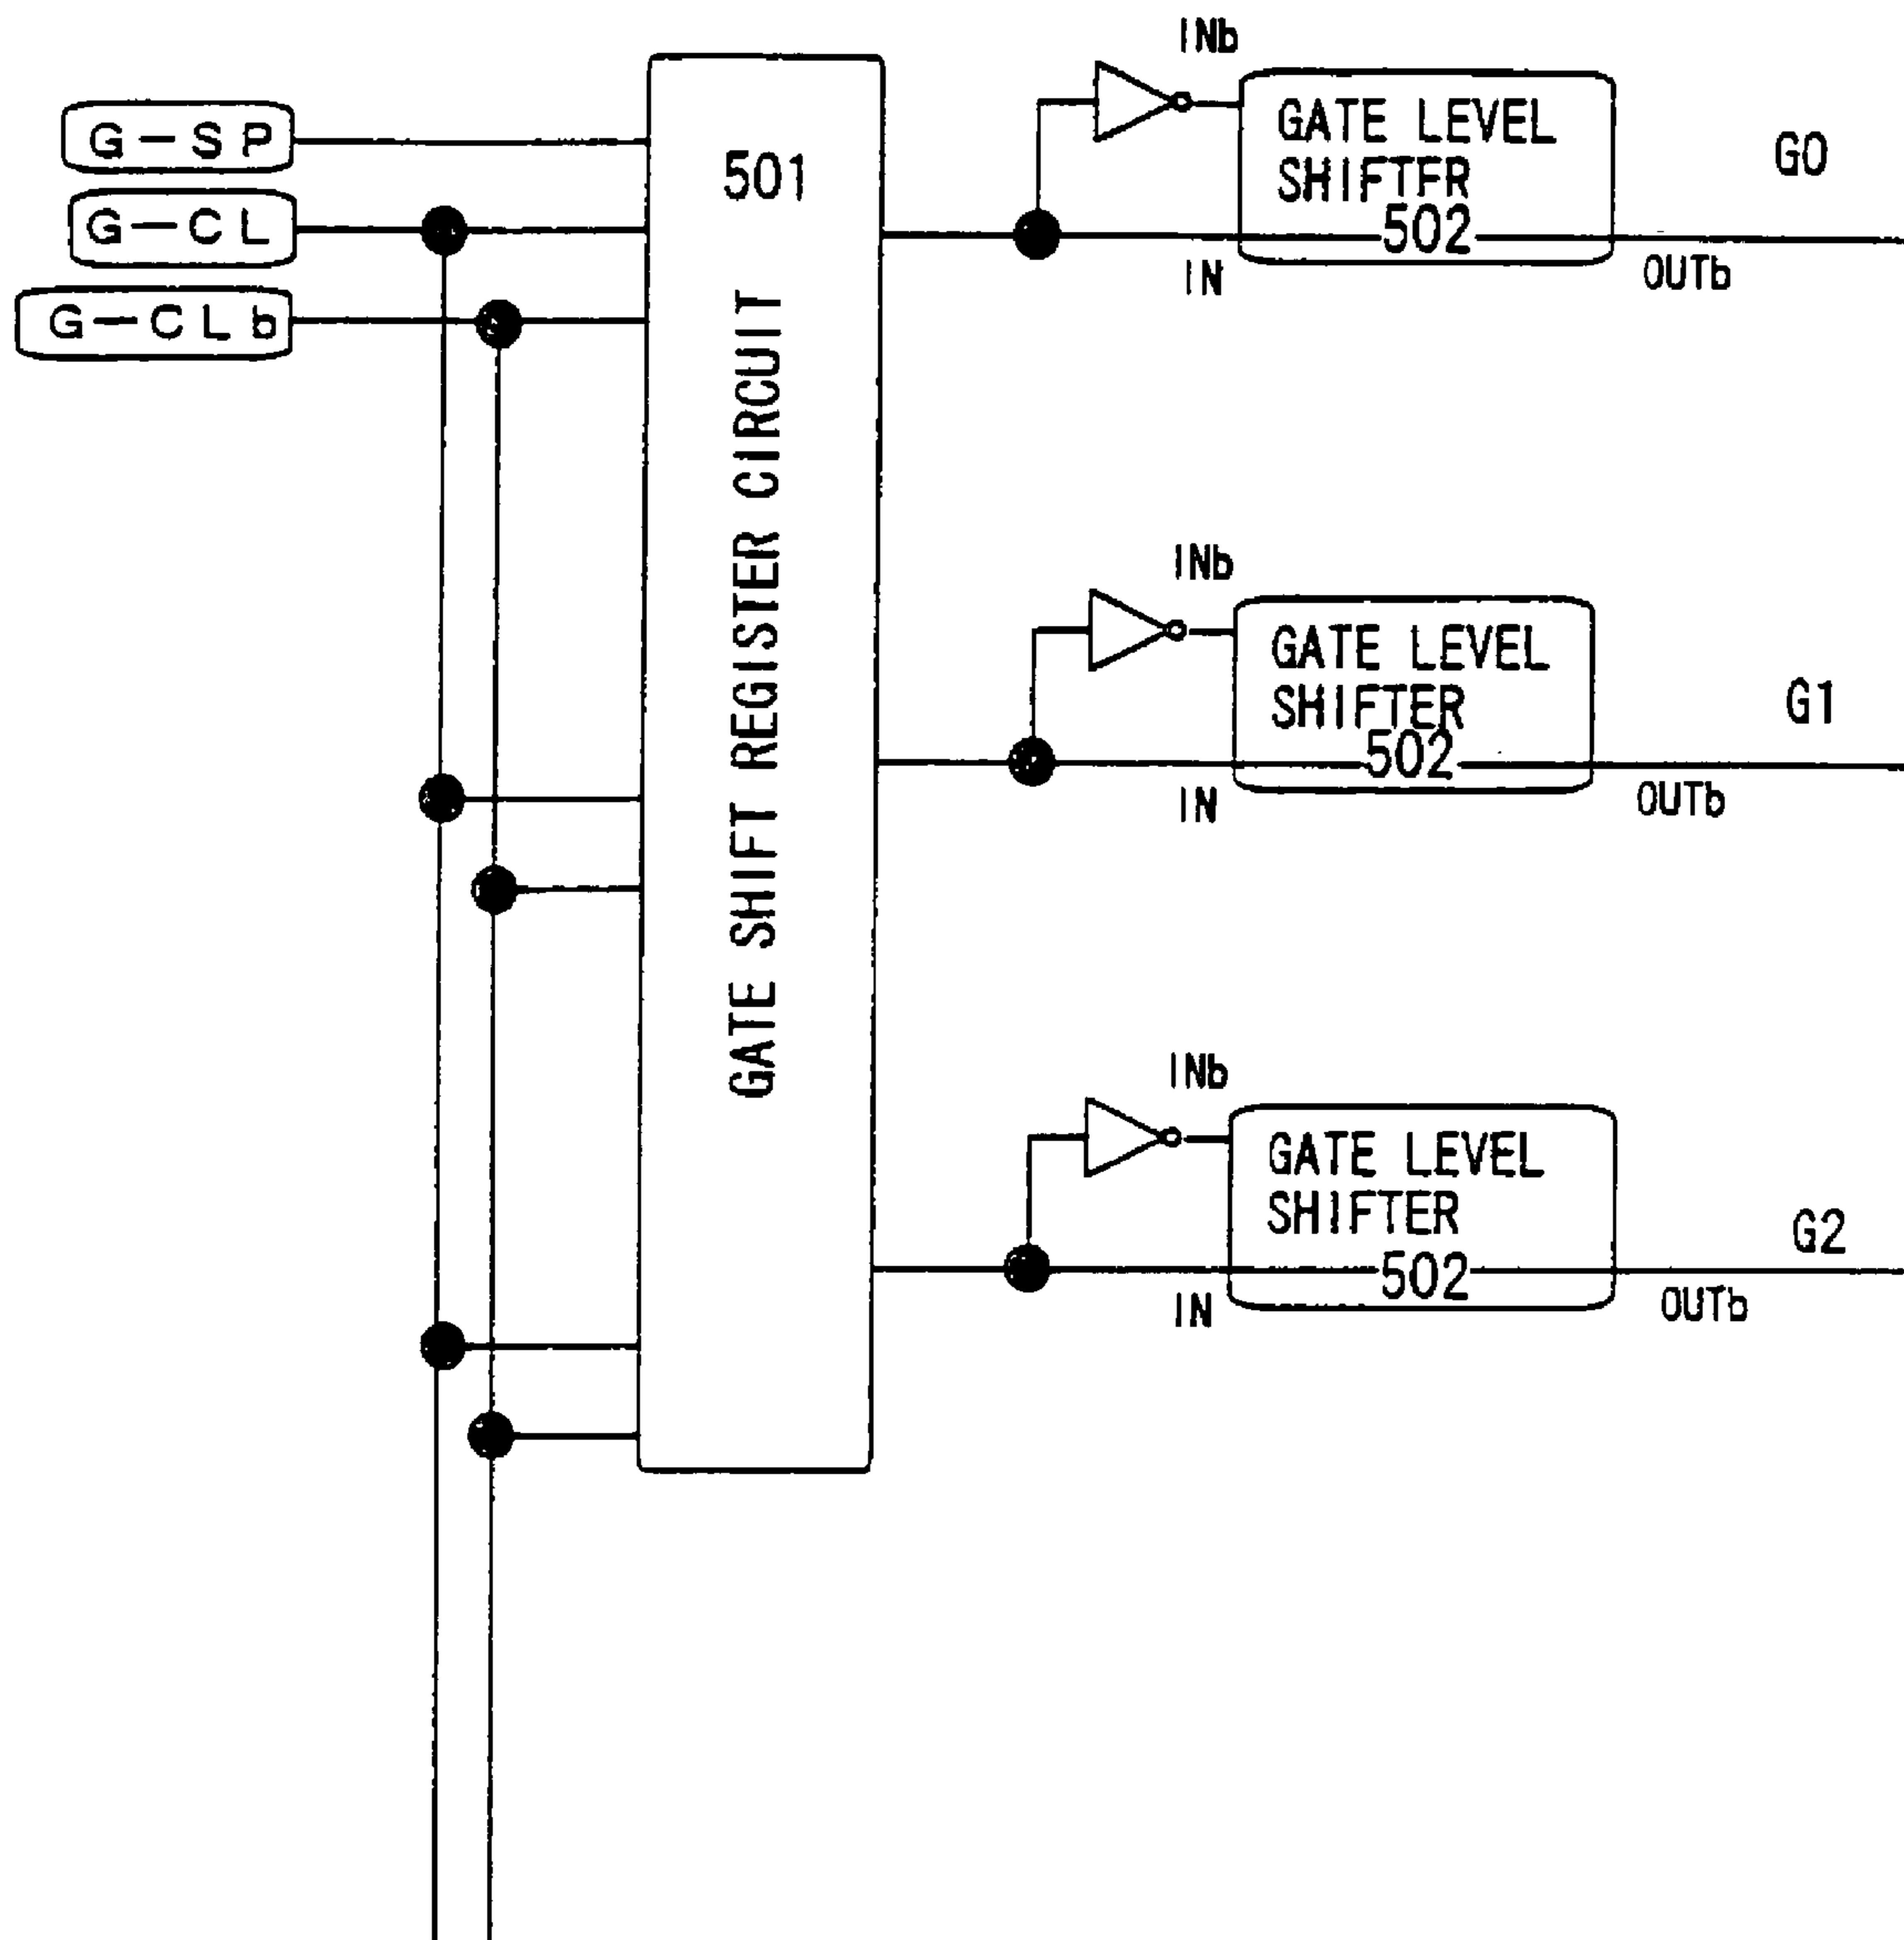 G-SP
G-CL
G-CLb
501
GATE SHIFT REGISTER CIRCUIT
INb
GATE LEVEL
SHIFTER
502
IN
OUTb
G0
INb
GATE LEVEL
SHIFTER
502
IN
OUTb
G1
INb
GATE LEVEL
SHIFTER
502
IN
OUTb
G2